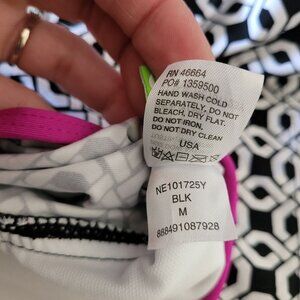 RN 46664
PO# 1359500
HAND WASH COLD
SEPARATELY, DO NOT
BLEACH, DRY FLAT.
DO NOT IRON,
DO NOT DRY CLEAN
USA
NE101725Y
BLK
M
888491087928